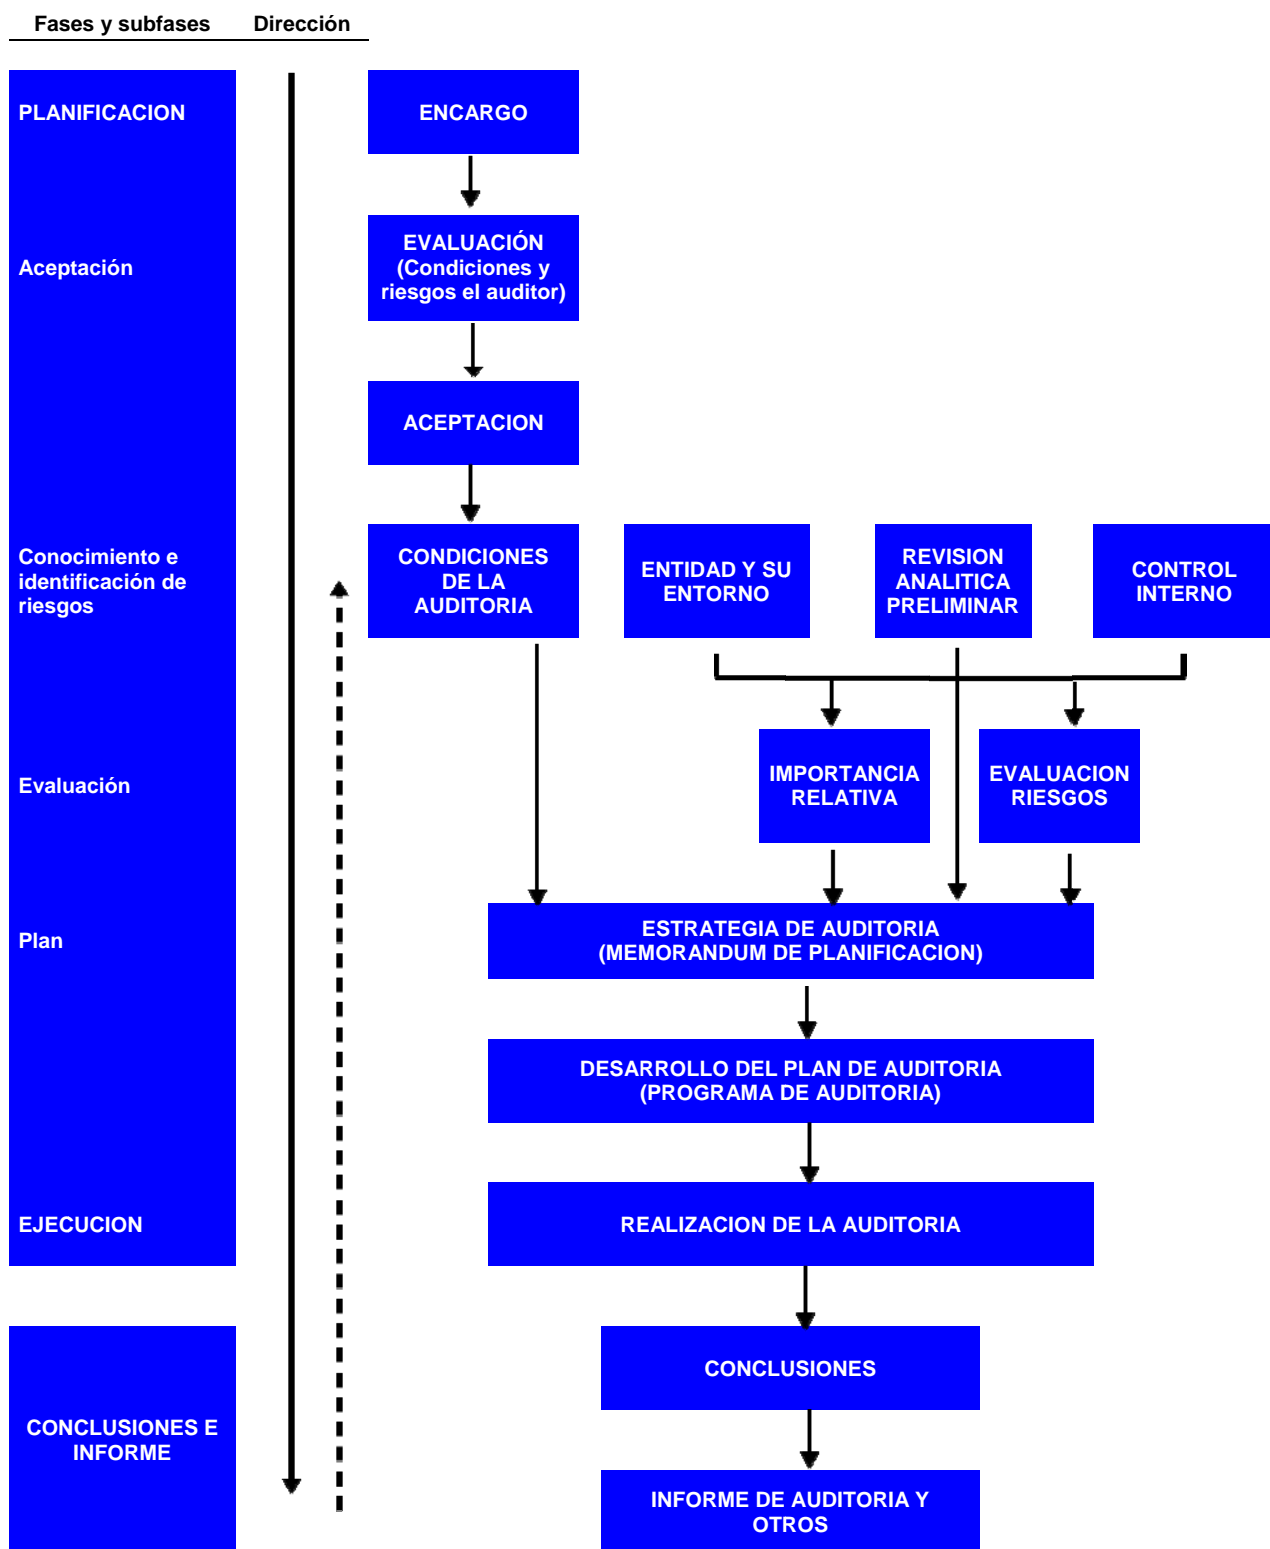 Fases y subfases Dirección
PLANIFICACION
ENCARGO
Aceptación
EVALUACIÓN
(Condiciones y
riesgos el auditor)
ACEPTACION
Conocimiento e
identificación de
riesgos
CONDICIONES
DE LA
AUDITORIA
ENTIDAD Y SU
ENTORNO
REVISION
ANALITICA
PRELIMINAR
CONTROL
INTERNO
Evaluación
IMPORTANCIA
RELATIVA
EVALUACION
RIESGOS
Plan
ESTRATEGIA DE AUDITORIA
(MEMORANDUM DE PLANIFICACION)
DESARROLLO DEL PLAN DE AUDITORIA
(PROGRAMA DE AUDITORIA)
EJECUCION
REALIZACION DE LA AUDITORIA
CONCLUSIONES E
INFORME
CONCLUSIONES
INFORME DE AUDITORIA Y
OTROS